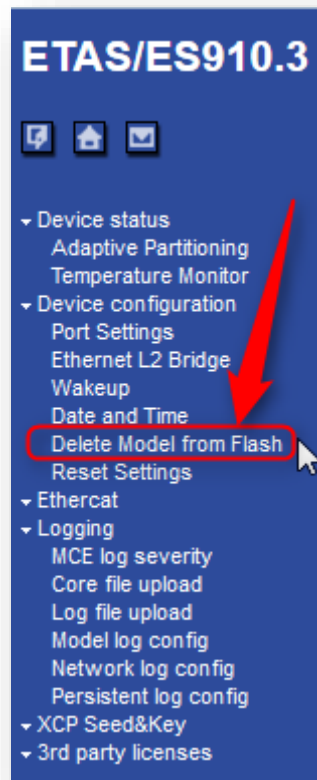 ETAS/ES910.3
Device status
Adaptive Partitioning
Temperature Monitor
Device configuration
Port Settings
Ethernet L2 Bridge
Wakeup
Date and Time
Delete Model from Flash
Reset Settings
Ethercat
Logging
MCE log severity
Core file upload
Log file upload
Model log config
Network log config
Persistent log config
XCP Seed&Key
3rd party licenses